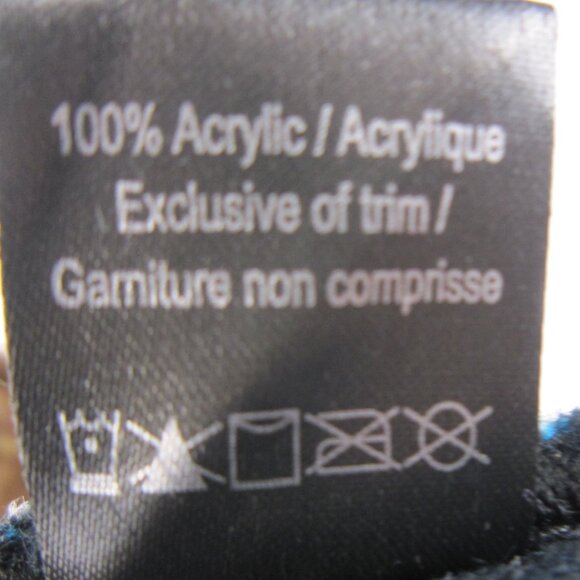 100% Acrylic / Acrylique
Exclusive of trim /
Garniture non comprisse